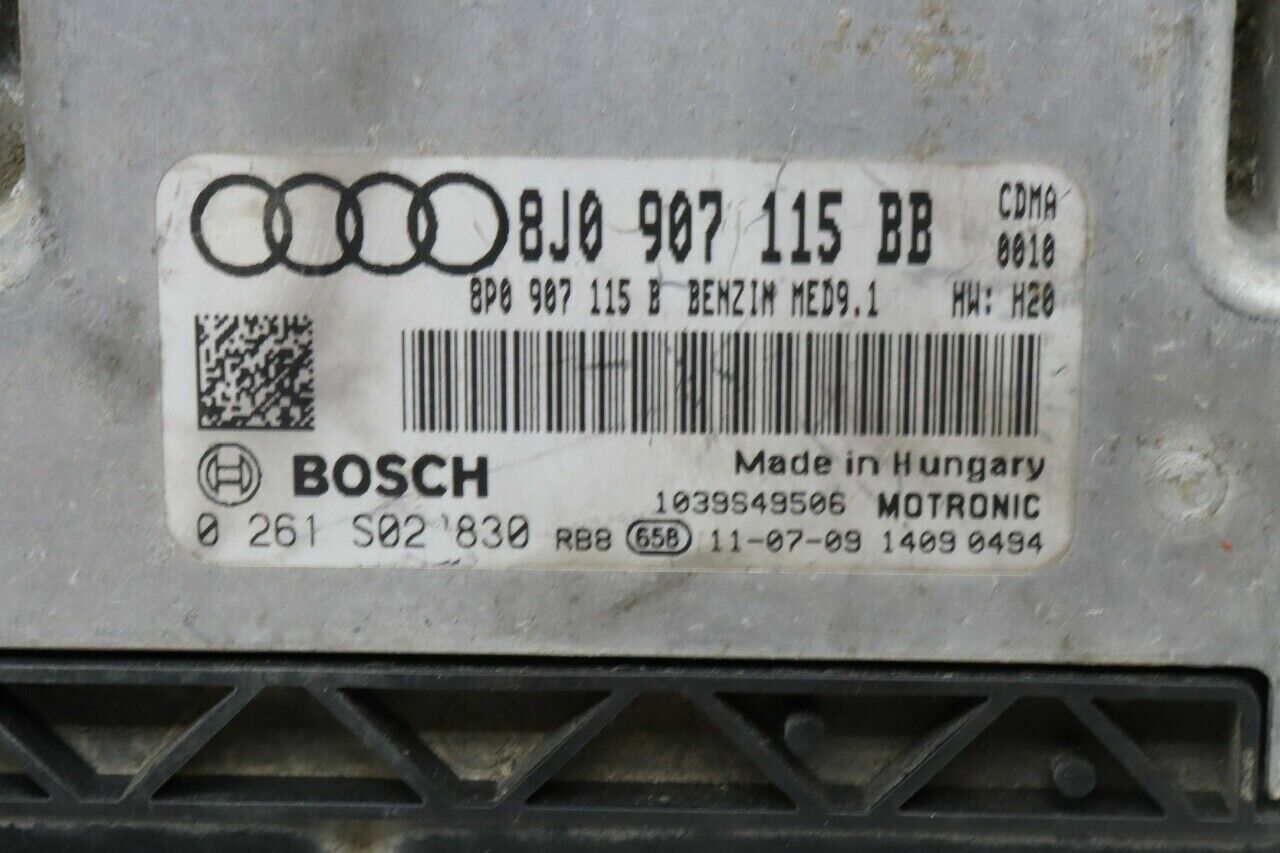 8J0 907 115 BB CDMA
0010
8P0 907 115 B BENZIN MED9.1 HW: H20
BOSCH Made in Hungary
1039S49506 MOTRONIC
0 261 S02 830 RB8 658 11-07-09 1409 0494